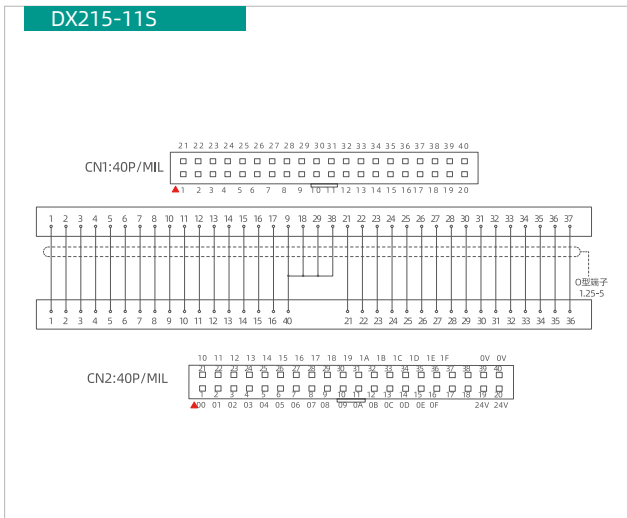 DX215-11S
21 22 23 24 25 26 27 28 29 30 31 32 33 34 35 36 37 38 39 40
CN1:40P/MIL
1 2 3 4 5 6 7 8 9 10 11 12 13 14 15 16 17 18 19 20
1 2 3 4 5 6 7 8 9 10 11 12 13 14 15 16 17 9 18 29 38 21 22 23 24 25 26 27 28 30 31 32 33 34 35 36 37
O型端子
1.25-5
1 2 3 4 5 6 7 8 9 10 11 12 13 14 15 16 40 21 22 23 24 25 26 27 28 29 30 31 32 33 34 35 36
10 11 12 13 14 15 16 17 18 19 1A 1B 1C 1D 1E 1F 0V 0V
21 22 23 24 25 26 27 28 29 30 31 32 33 34 35 36 37 38 39 40
CN2:40P/MIL
1 2 3 4 5 6 7 8 9 10 11 12 13 14 15 16 17 18 19 20
00 01 02 03 04 05 06 07 08 09 0A 0B 0C 0D 0E 0F 24V 24V